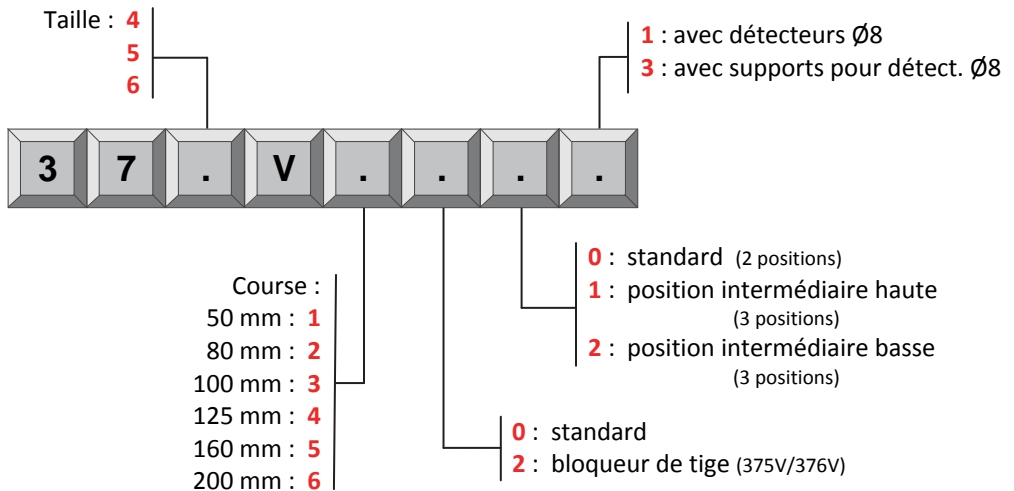 Taille : 4
5
6
1 : avec détecteurs Ø8
3 : avec supports pour détect. Ø8
3 7 . V . . . .
0 : standard (2 positions)
1 : position intermédiaire haute
(3 positions)
2 : position intermédiaire basse
(3 positions)
Course :
50 mm : 1
80 mm : 2
100 mm : 3
125 mm : 4
160 mm : 5
200 mm : 6
0 : standard
2 : bloqueur de tige (375V/376V)